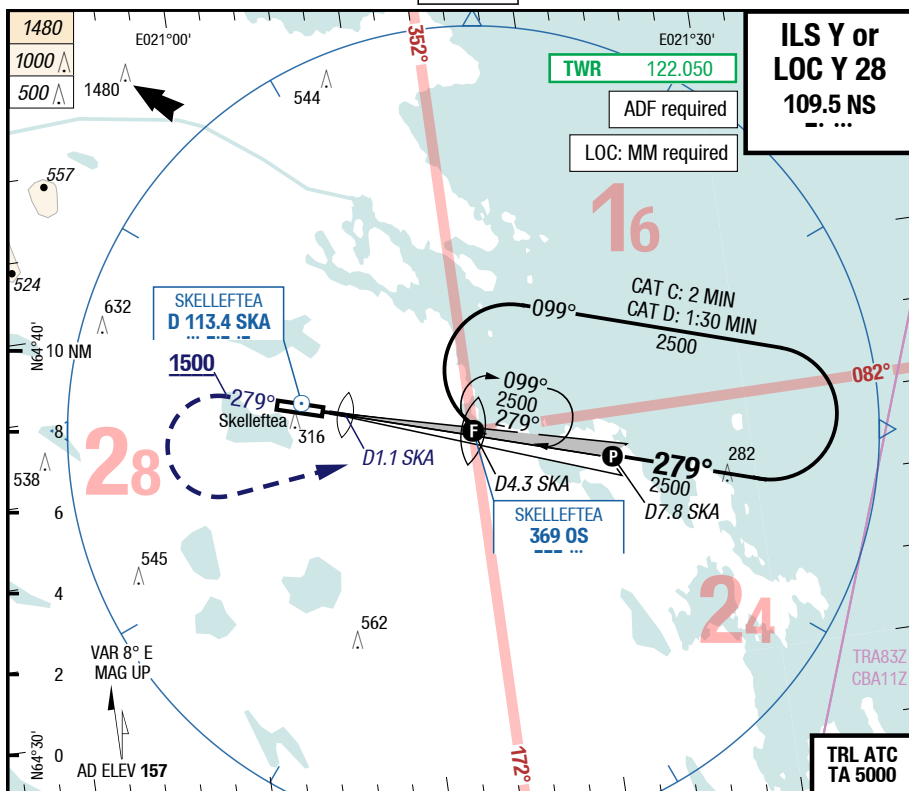 1480
1000
500
E021°00'
E021°30'
352°
ILS Y or
LOC Y 28
109.5 NS
TWR 122.050
ADF required
LOC: MM required
1480
544
557
16
524
632
SKELLEFTEA
D 113.4 SKA
CAT C: 2 MIN
CAT D: 1:30 MIN
2500
099°
N64°40'
10 NM
1500
279°
Skelleftea
316
D1.1 SKA
099°
2500
279°
082°
F
P
279°
2500
282
8
28
538
D4.3 SKA
D7.8 SKA
SKELLEFTEA
369 OS
6
545
4
24
562
VAR 8° E
MAG UP
2
TRA83Z
CBA11Z
N64°30'
0
AD ELEV 157
172°
TRL ATC
TA 5000